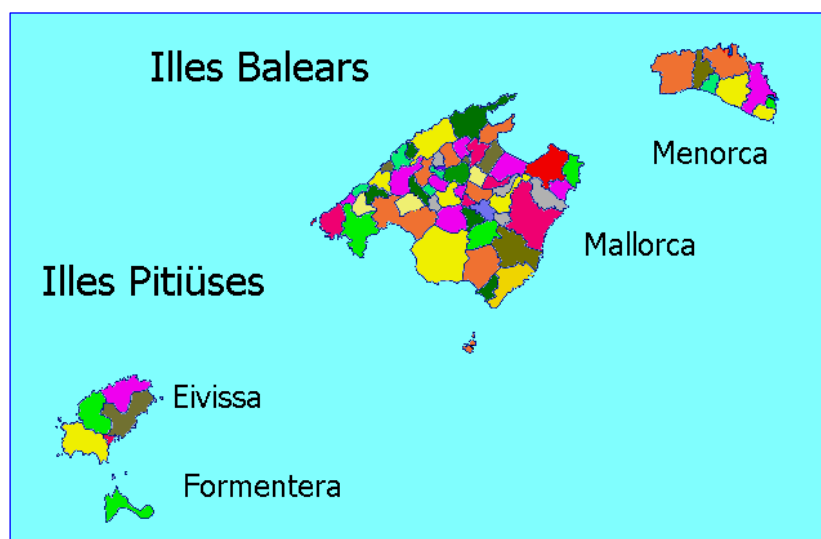 Illes Balears
Menorca
Mallorca
Illes Pitiüses
Eivissa
Formentera